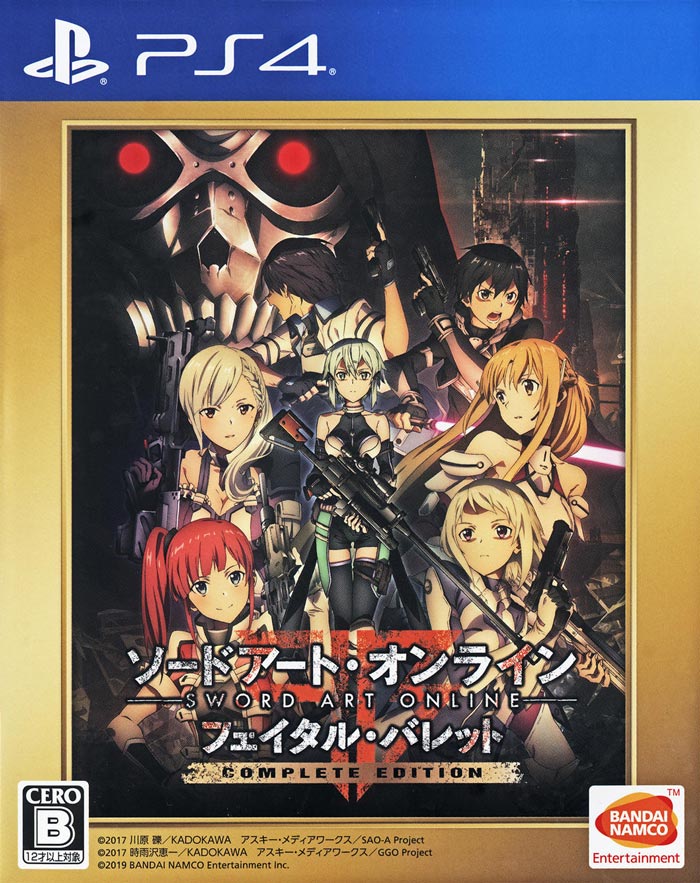 PS4®
ソードアート・オンライン
SWORD ART ONLINE
フェイタル・バレット
COMPLETE EDITION
CERO
B
12才以上対象
©2017 川原 礫／KADOKAWA アスキー・メディアワークス／SAO-A Project
©2017 時雨沢恵一／KADOKAWA アスキー・メディアワークス／GGO Project
©2019 BANDAI NAMCO Entertainment Inc.
TM
BANDAI
NAMCO
Entertainment